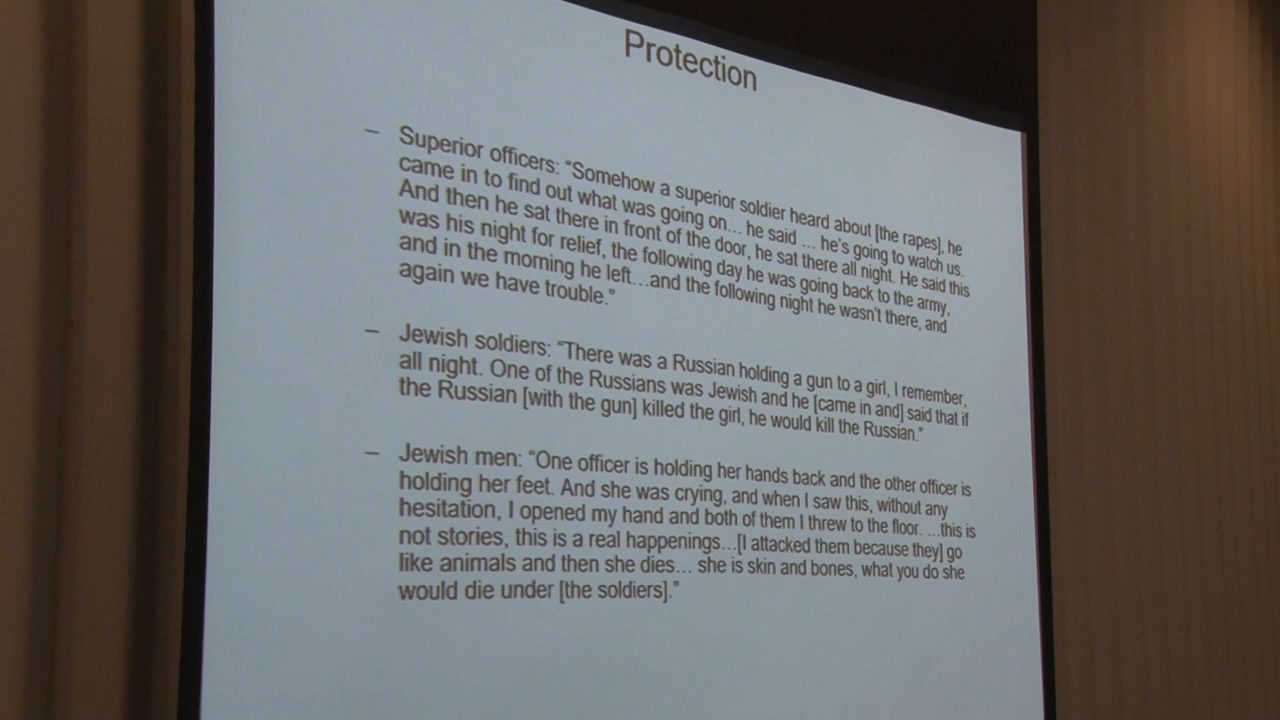 Protection
– Superior officers: “Somehow a superior soldier heard about [the rapes], he
came in to find out what was going on… he said … he's going to watch us.
And then he sat there in front of the door, he sat there all night. He said this
was his night for relief, the following day he was going back to the army,
and in the morning he left…and the following night he wasn't there, and
again we have trouble.”
– Jewish soldiers: “There was a Russian holding a gun to a girl, I remember,
all night. One of the Russians was Jewish and he [came in and] said that if
the Russian [with the gun] killed the girl, he would kill the Russian.”
– Jewish men: “One officer is holding her hands back and the other officer is
holding her feet. And she was crying, and when I saw this, without any
hesitation, I opened my hand and both of them I threw to the floor. …this is
not stories, this is a real happenings…[I attacked them because they] go
like animals and then she dies… she is skin and bones, what you do she
would die under [the soldiers].”